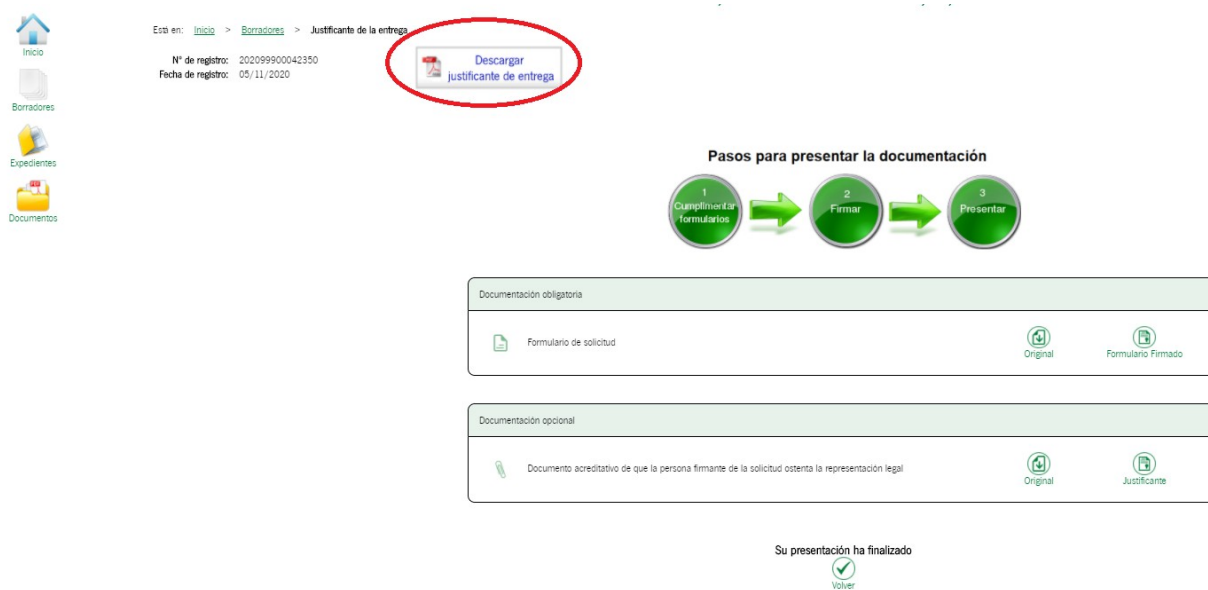 Está en: Inicio > Borradores > Justificante de la entrega
Inicio
Nº de registro: 202099900042350
Fecha de registro: 05/11/2020
Descargar
justificante de entrega
Borradores
Expedientes
Documentos
Pasos para presentar la documentación
1
Cumplimentar
formularios
2
Firmar
3
Presentar
Documentación obligatoria
Formulario de solicitud
Original
Formulario Firmado
Documentación opcional
Documento acreditativo de que la persona firmante de la solicitud ostenta la representación legal
Original
Justificante
Su presentación ha finalizado
Volver